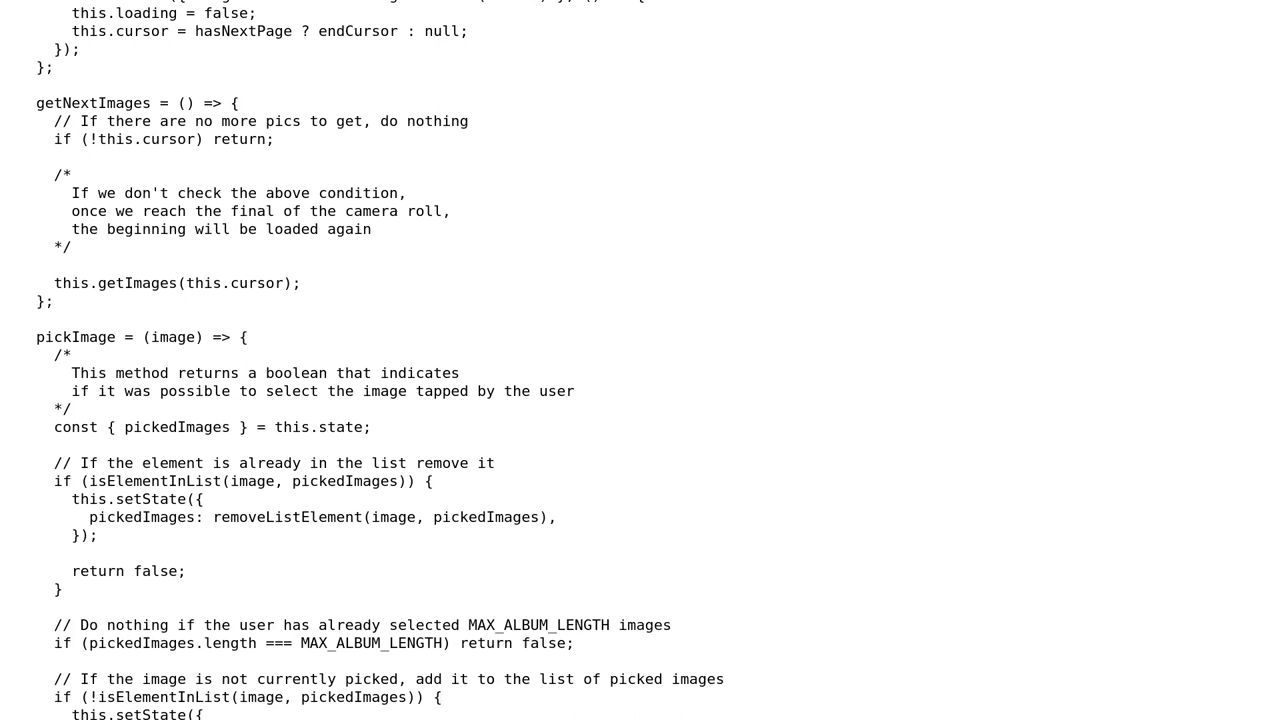 this.loading = false;
this.cursor = hasNextPage ? endCursor : null;
});
};
getNextImages = () => {
// If there are no more pics to get, do nothing
if (!this.cursor) return;
/*
If we don't check the above condition,
once we reach the final of the camera roll,
the beginning will be loaded again
*/
this.getImages(this.cursor);
};
pickImage = (image) => {
/*
This method returns a boolean that indicates
if it was possible to select the image tapped by the user
*/
const { pickedImages } = this.state;
// If the element is already in the list remove it
if (isElementInList(image, pickedImages)) {
this.setState({
pickedImages: removeListElement(image, pickedImages),
});
return false;
}
// Do nothing if the user has already selected MAX_ALBUM_LENGTH images
if (pickedImages.length === MAX_ALBUM_LENGTH) return false;
// If the image is not currently picked, add it to the list of picked images
if (!isElementInList(image, pickedImages)) {
this.setState({